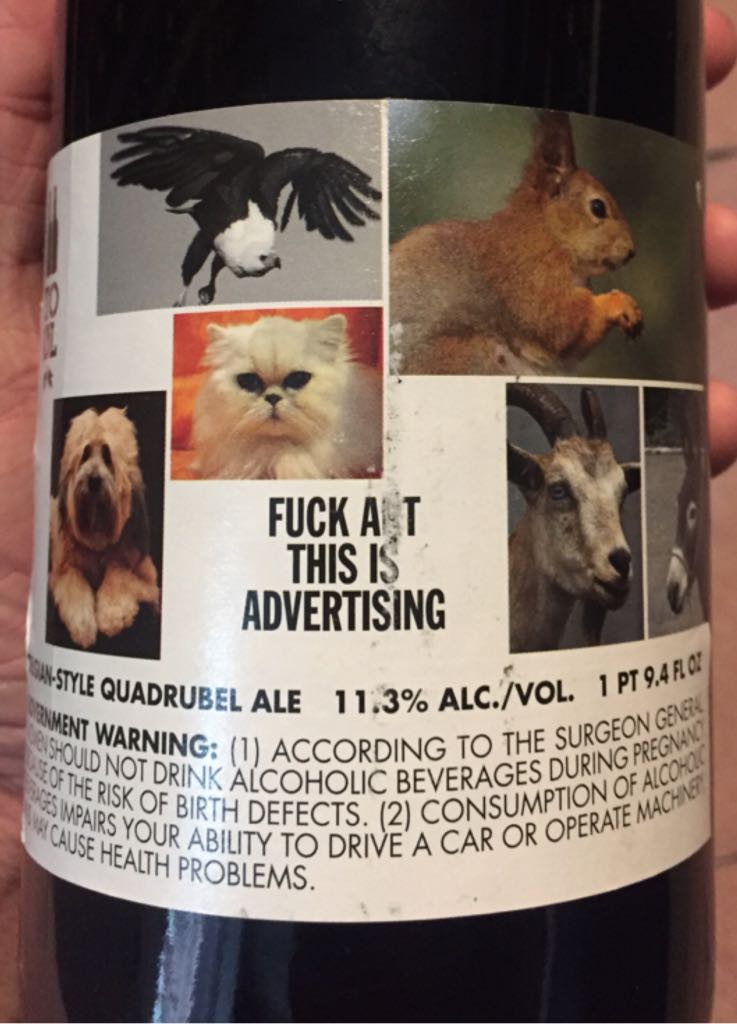 FUCK A T
THIS IS
ADVERTISING
-STYLE QUADRUBEL ALE 11.3% ALC./VOL. 1 PT 9.4 FL OZ
WARNING: (1) ACCORDING TO THE SURGEON GENERAL
SHOULD NOT DRINK ALCOHOLIC BEVERAGES DURING PREGNANCY
OF THE RISK OF BIRTH DEFECTS. (2) CONSUMPTION OF ALCOHOLIC
IMPAIRS YOUR ABILITY TO DRIVE A CAR OR OPERATE MACHINERY
MAY CAUSE HEALTH PROBLEMS.